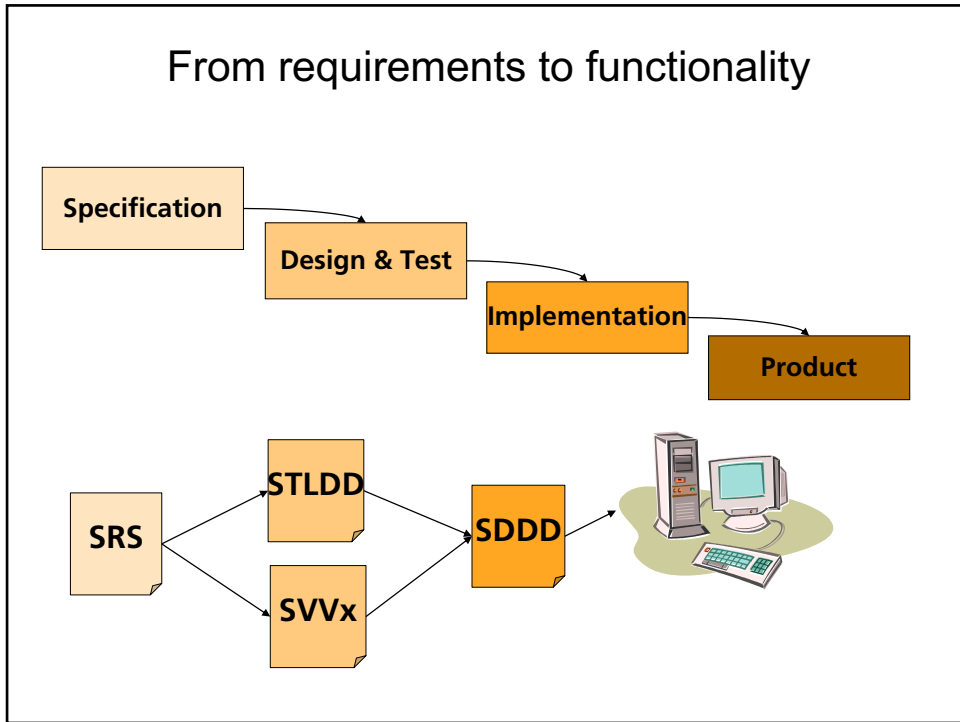 From requirements to functionality
Specification
Design & Test
Implementation
Product
STLDD
SRS
SDDD
SVVx